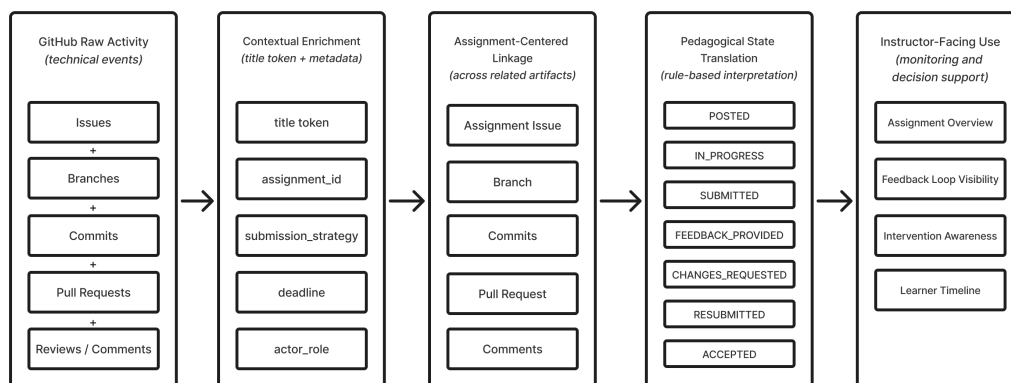 GitHub Raw Activity
(technical events)
Issues
+
Branches
+
Commits
+
Pull Requests
+
Reviews / Comments
Contextual Enrichment
(title token + metadata)
title token
assignment_id
submission_strategy
deadline
actor_role
Assignment-Centered
Linkage
(across related artifacts)
Assignment Issue
Branch
Commits
Pull Request
Comments
Pedagogical State
Translation
(rule-based interpretation)
POSTED
IN_PROGRESS
SUBMITTED
FEEDBACK_PROVIDED
CHANGES_REQUESTED
RESUBMITTED
ACCEPTED
Instructor-Facing Use
(monitoring and
decision support)
Assignment Overview
Feedback Loop Visibility
Intervention Awareness
Learner Timeline